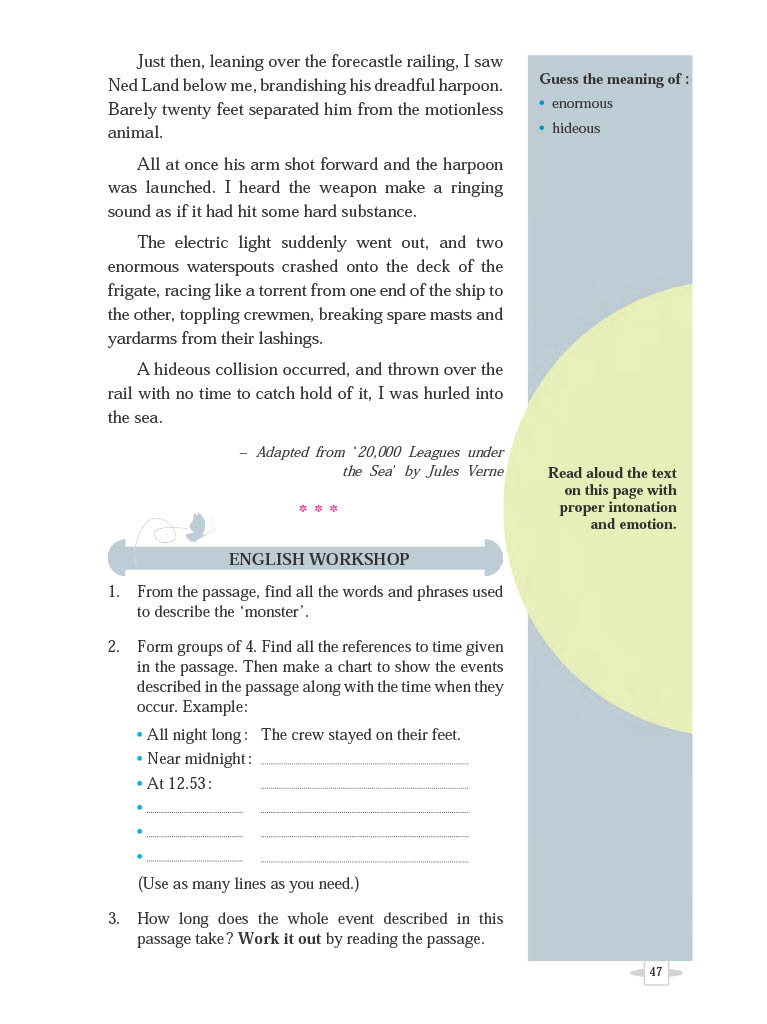 Just then, leaning over the forecastle railing, I saw
Ned Land below me, brandishing his dreadful harpoon.
Barely twenty feet separated him from the motionless
animal.
All at once his arm shot forward and the harpoon
was launched. I heard the weapon make a ringing
sound as if it had hit some hard substance.
The electric light suddenly went out, and two
enormous waterspouts crashed onto the deck of the
frigate, racing like a torrent from one end of the ship to
the other, toppling crewmen, breaking spare masts and
yardarms from their lashings.
A hideous collision occurred, and thrown over the
rail with no time to catch hold of it, I was hurled into
the sea.
– Adapted from ‘20,000 Leagues under
the Sea’ by Jules Verne
* * *
Guess the meaning of :
• enormous
• hideous
Read aloud the text
on this page with
proper intonation
and emotion.
ENGLISH WORKSHOP
1. From the passage, find all the words and phrases used
to describe the ‘monster’.
2. Form groups of 4. Find all the references to time given
in the passage. Then make a chart to show the events
described in the passage along with the time when they
occur. Example:
• All night long : The crew stayed on their feet.
• Near midnight :
• At 12.53 :
•
•
•
(Use as many lines as you need.)
3. How long does the whole event described in this
passage take? Work it out by reading the passage.
47